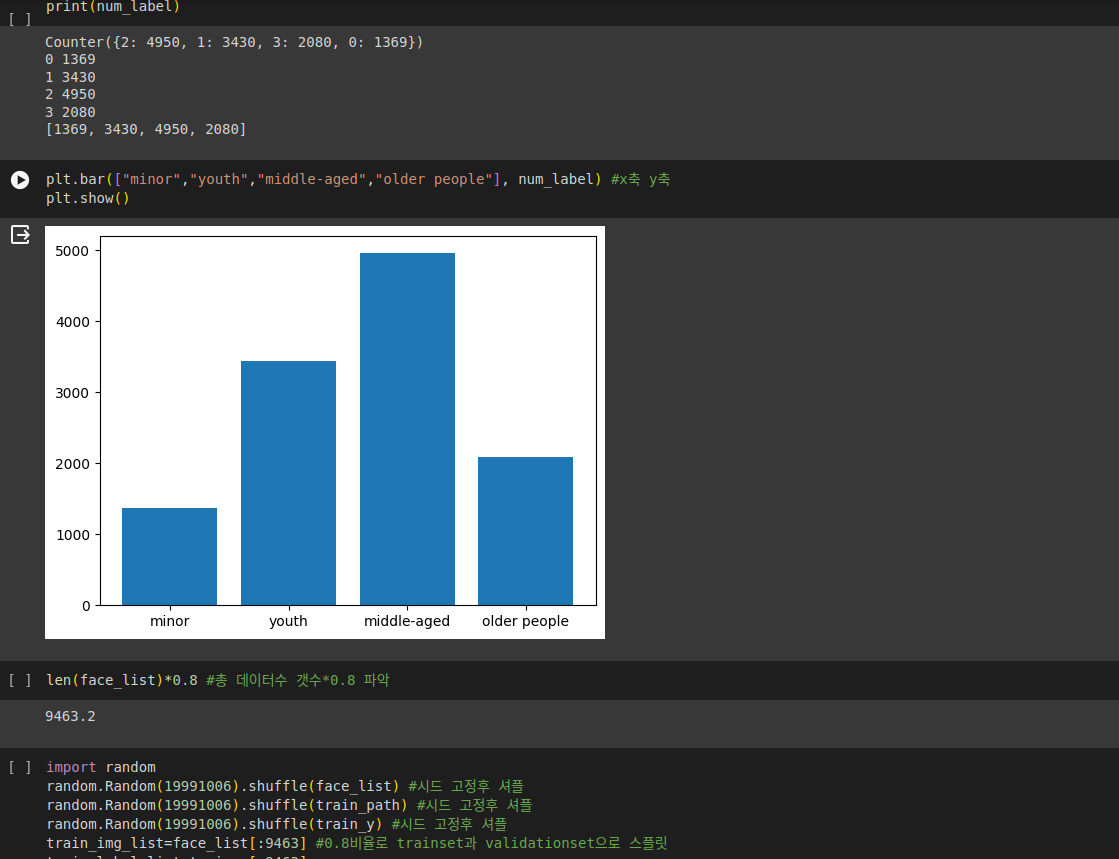 print(num_label)
[ ]
Counter({2: 4950, 1: 3430, 3: 2080, 0: 1369})
0 1369
1 3430
2 4950
3 2080
[1369, 3430, 4950, 2080]
plt.bar(["minor","youth","middle-aged","older people"], num_label) #x축 y축
plt.show()
5000
4000
3000
2000
1000
0
minor youth middle-aged older people
[ ] len(face_list)*0.8 #총 데이터수 갯수*0.8 파악
9463.2
[ ] import random
random.Random(19991006).shuffle(face_list) #시드 고정후 셔플
random.Random(19991006).shuffle(train_path) #시드 고정후 셔플
random.Random(19991006).shuffle(train_y) #시드 고정후 셔플
train_img_list=face_list[:9463] #0.8비율로 trainset과 validationset으로 스플릿